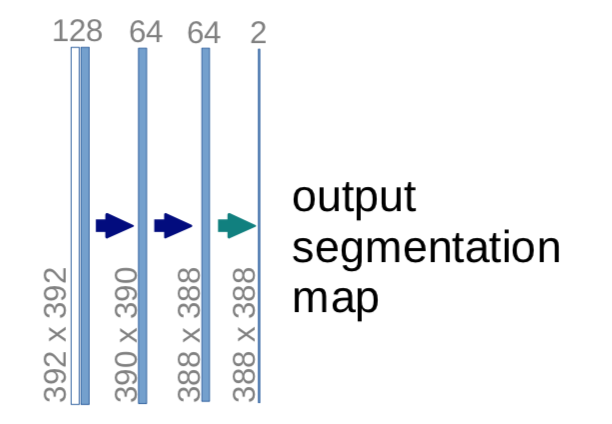 128 64 64 2
output
segmentation
map
392 x 392
390 x 390
388 x 388
388 x 388